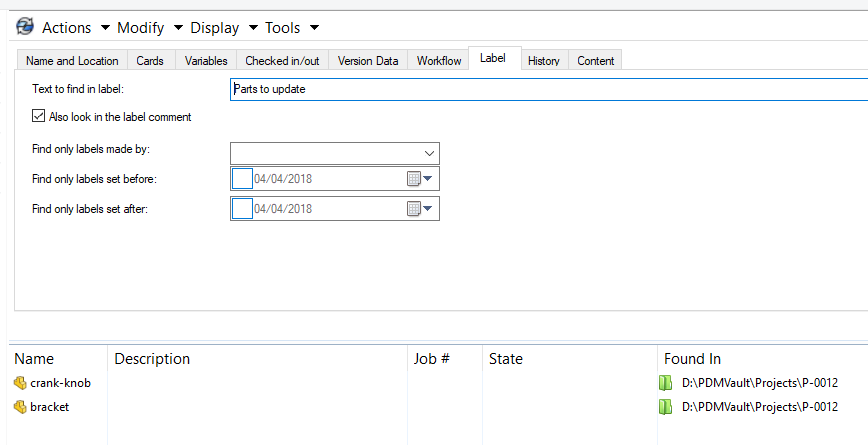 Actions Modify Display Tools
Name and Location Cards Variables Checked in/out Version Data Workflow Label History Content
Text to find in label: Parts to update
Also look in the label comment
Find only labels made by:
Find only labels set before: 04/04/2018
Find only labels set after: 04/04/2018
Name Description Job # State Found In
crank-knob D:\PDMVault\Projects\P-0012
bracket D:\PDMVault\Projects\P-0012